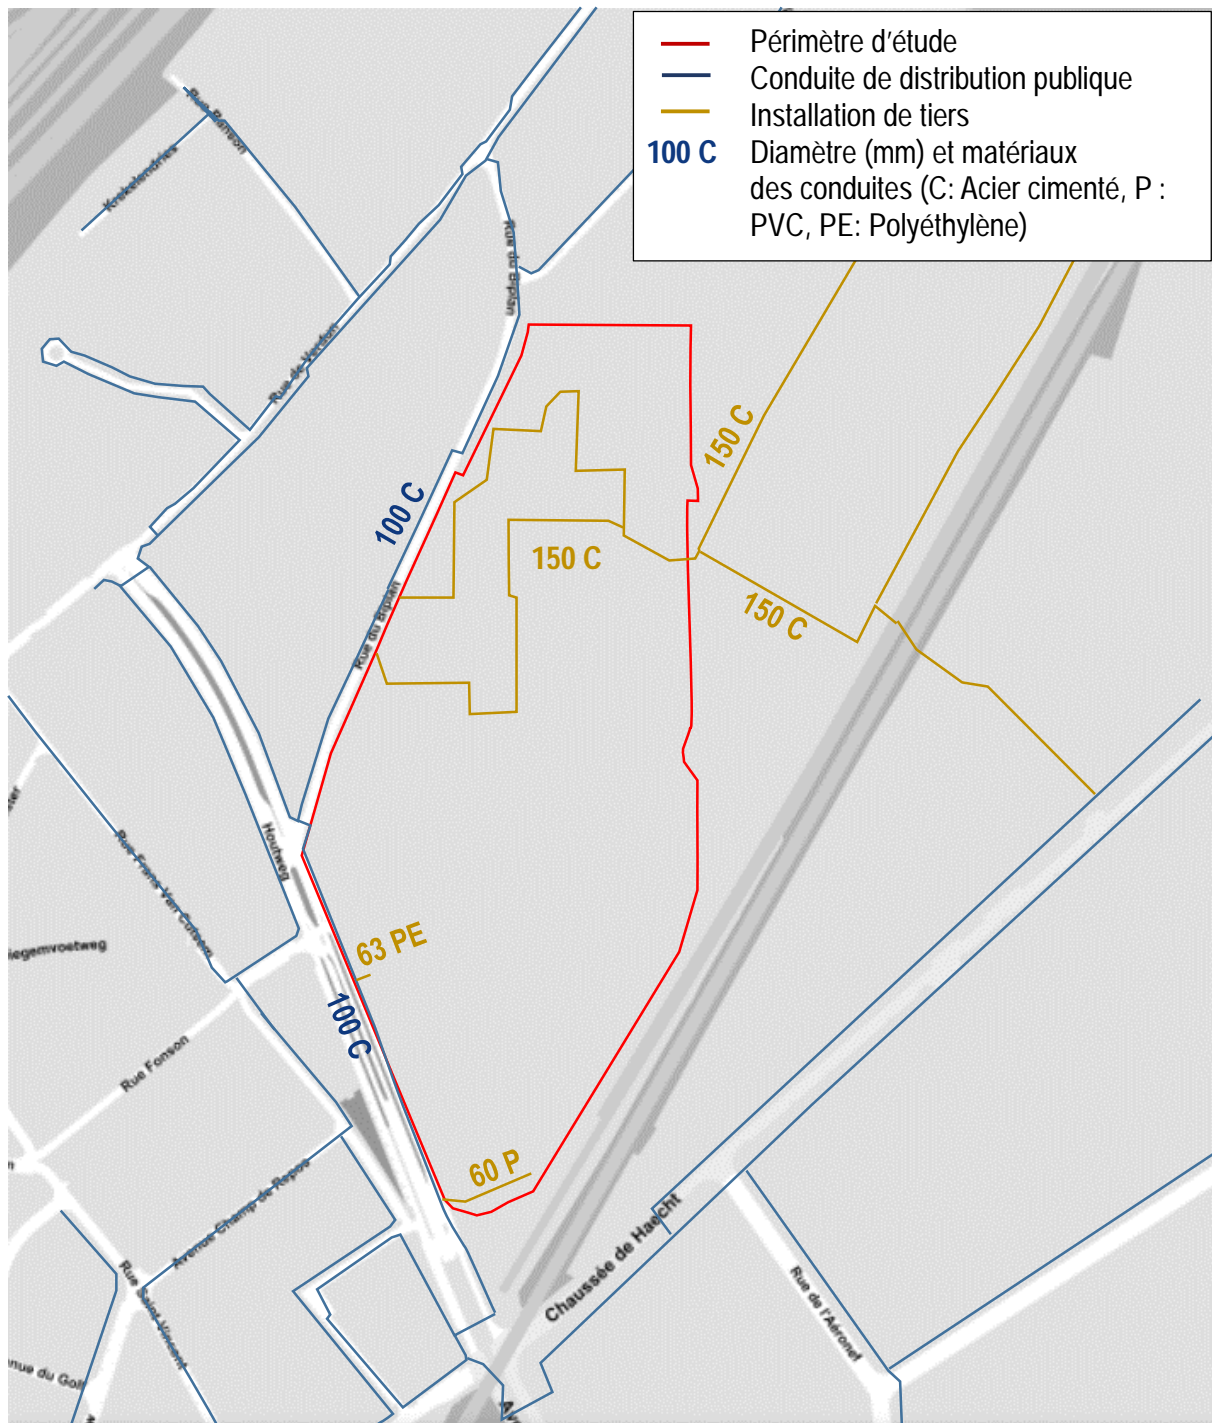 Périmètre d'étude
Conduite de distribution publique
Installation de tiers
100 C Diamètre (mm) et matériaux
des conduites (C: Acier cimenté, P :
PVC, PE: Polyéthylène)
Rue Ranson
Krekelendries
Rue du Biplan
Rue de Verdun
150 C
100 C
150 C
150 C
Rue du Biplan
Houtweg
Rue Frans Van Cutsem
63 PE
100 C
Rue Fonson
60 P
Avenue Champ de Repos
Chaussée de Haecht
Rue Saint-Vincent
Rue de l'Aéronef